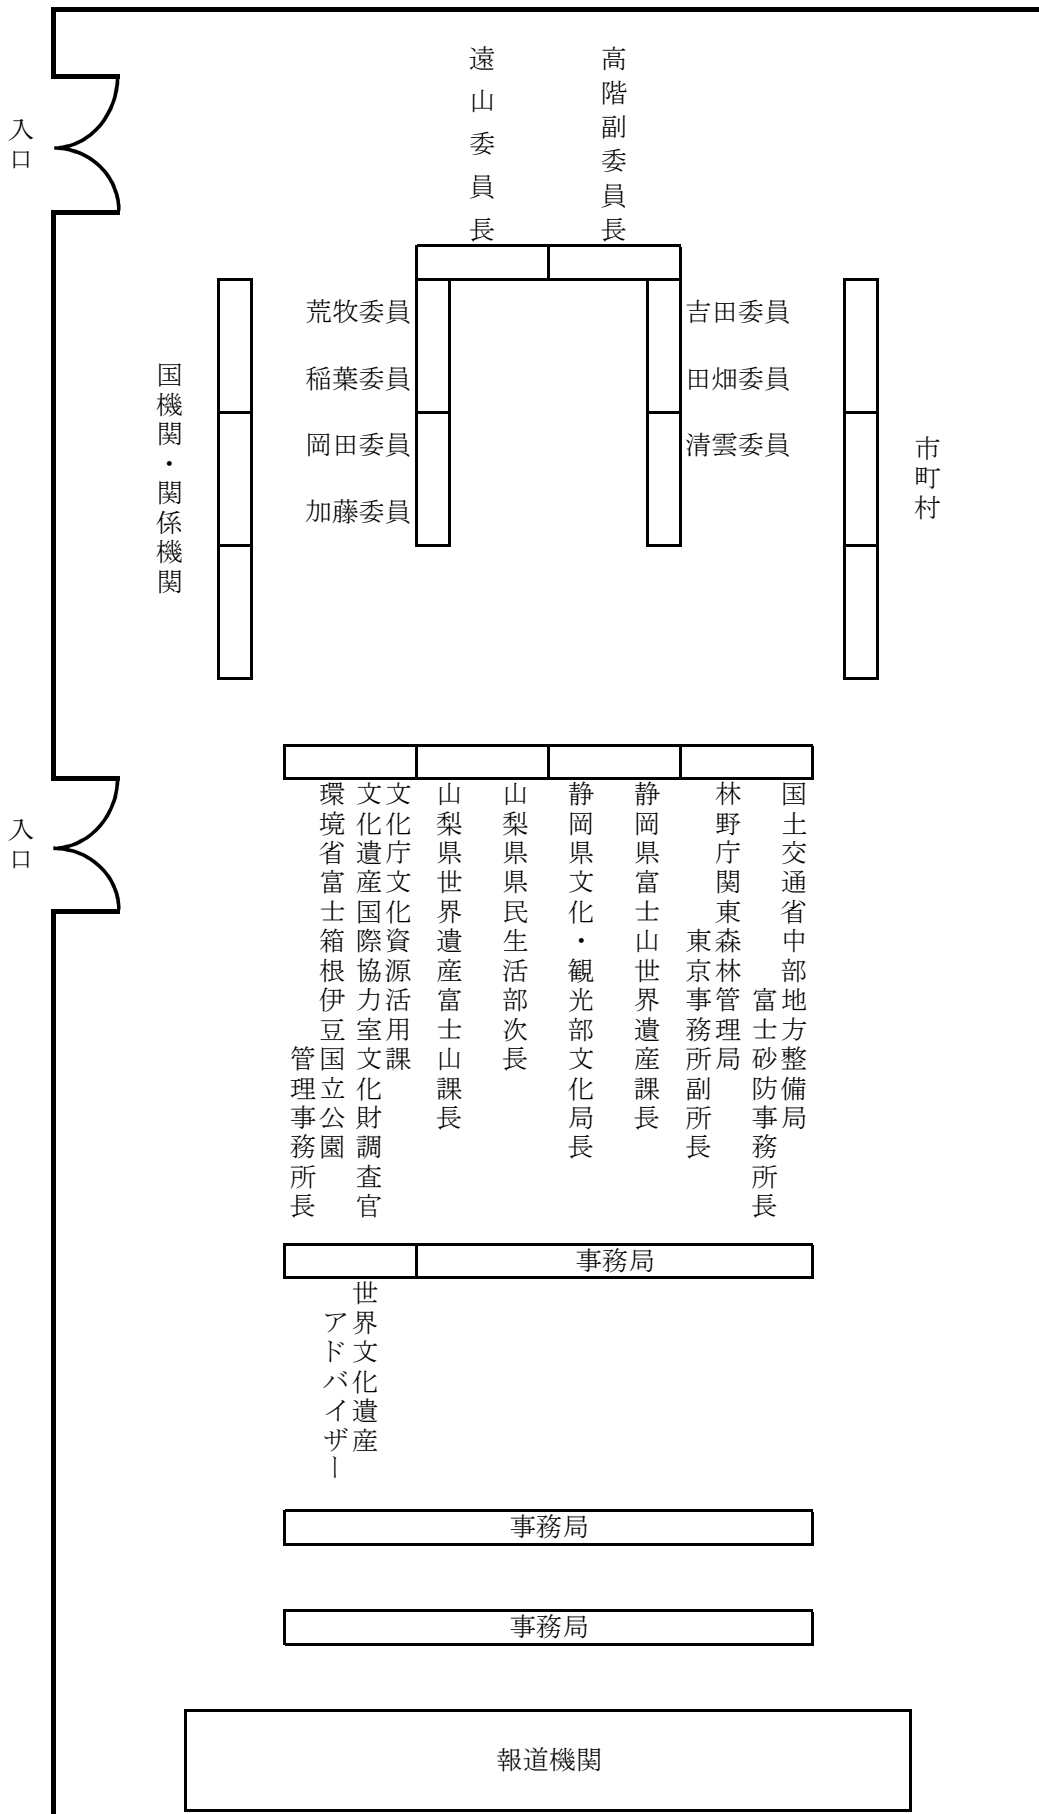 遠山委員長
高階副委員長
入口
荒牧委員
吉田委員
稲葉委員
田畑委員
岡田委員
清雲委員
加藤委員
国機関・関係機関
市町村
入口
国土交通省中部地方整備局
富士砂防事務所長
林野庁関東森林管理局
東京事務所副所長
静岡県富士山世界遺産課長
静岡県文化・観光部文化局長
山梨県県民生活部次長
山梨県世界遺産富士山課長
文化庁文化資源活用課
文化遺産国際協力室文化財調査官
環境省富士箱根伊豆国立公園
管理事務所長
事務局
世界文化遺産
アドバイザー
事務局
事務局
報道機関